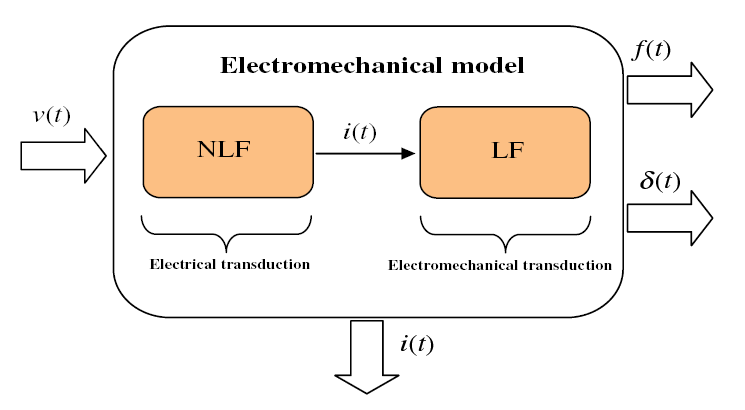 Electromechanical model
f(t)
v(t)
NLF
i(t)
LF
δ(t)
Electrical transduction
Electromechanical transduction
i(t)